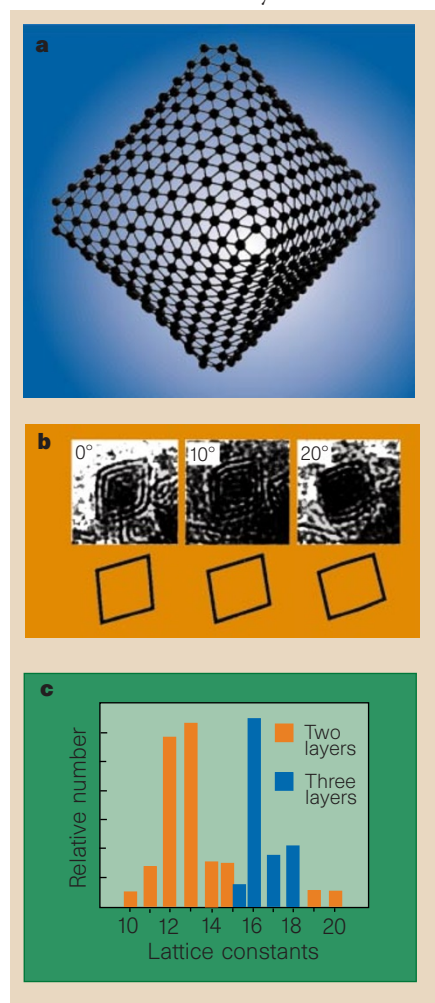 a
b
0°
10°
20°
c
Relative number
Two
layers
Three
layers
10 12 14 16 18 20
Lattice constants